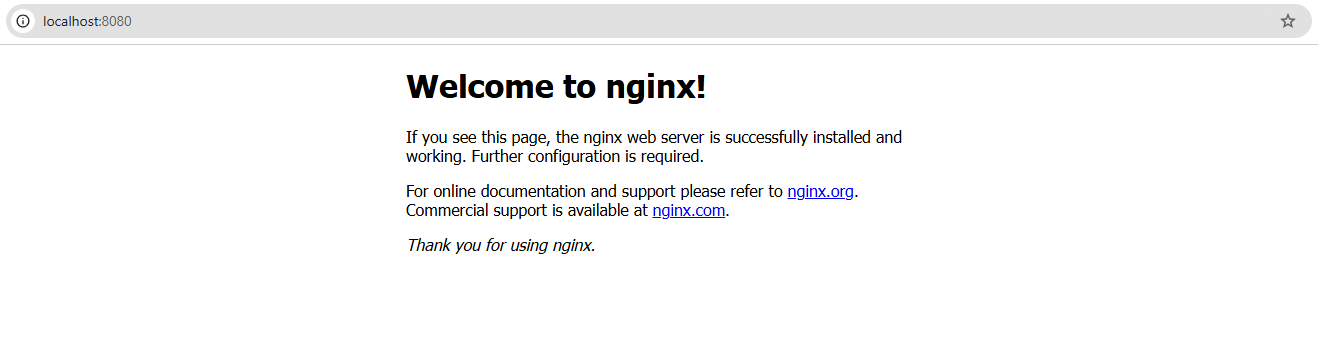 localhost:8080
Welcome to nginx!
If you see this page, the nginx web server is successfully installed and
working. Further configuration is required.
For online documentation and support please refer to nginx.org.
Commercial support is available at nginx.com.
Thank you for using nginx.